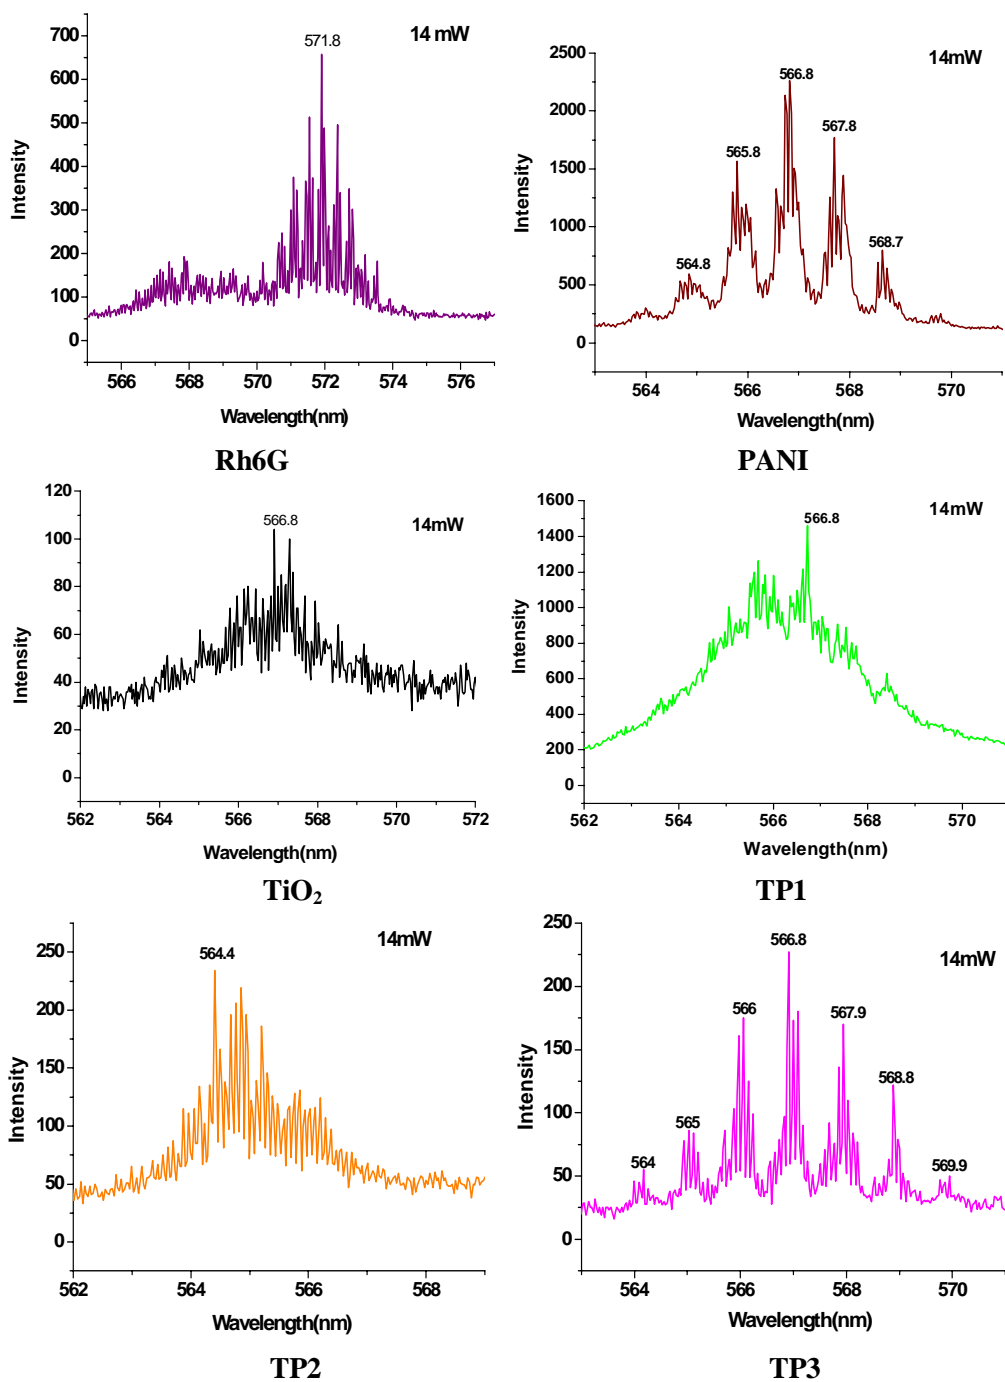 14 mW
571.8
700
600
500
400
300
200
100
0
Intensity
566 568 570 572 574 576
Wavelength(nm)
Rh6G
14mW
566.8
567.8
565.8
568.7
564.8
2500
2000
1500
1000
500
0
Intensity
564 566 568 570
Wavelength(nm)
PANI
14mW
566.8
120
100
80
60
40
20
0
Intensity
562 564 566 568 570 572
Wavelength(nm)
TiO₂
14mW
566.8
1600
1400
1200
1000
800
600
400
200
0
Intensity
562 564 566 568 570
Wavelength(nm)
TP1
14mW
564.4
250
200
150
100
50
0
Intensity
562 564 566 568
Wavelength(nm)
TP2
14mW
566.8
566
567.9
568.8
565
564
569.9
250
200
150
100
50
0
Intensity
564 566 568 570
Wavelength(nm)
TP3